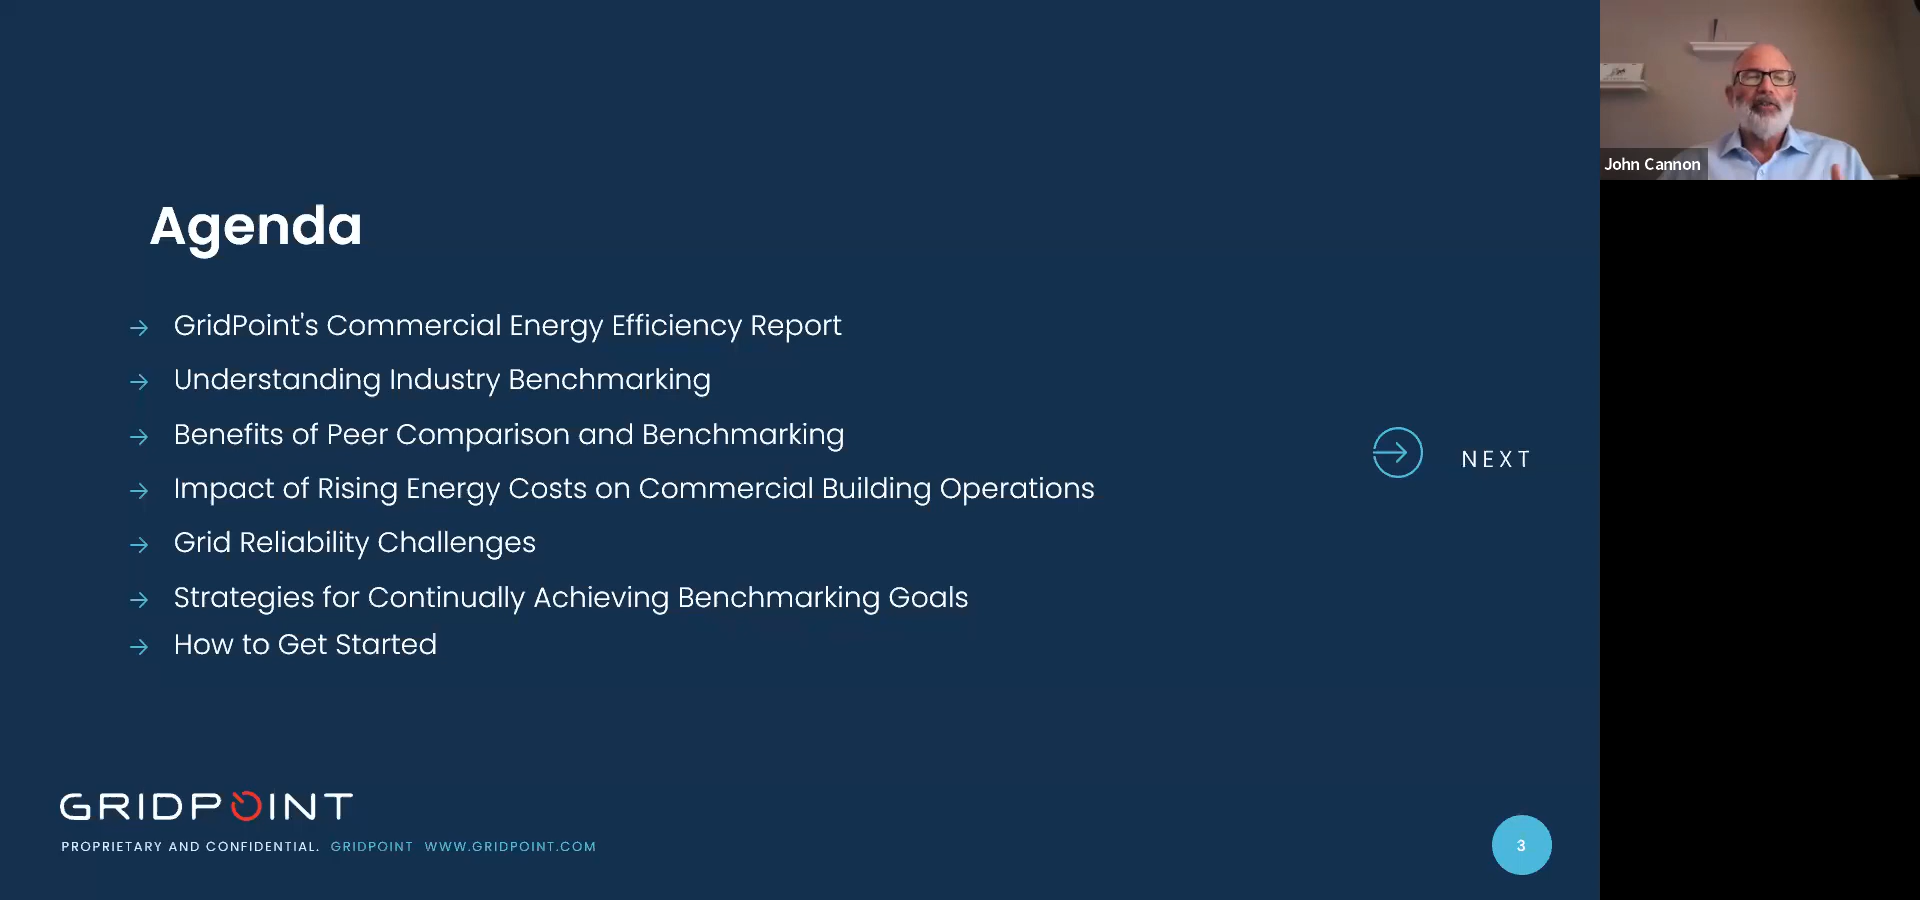 Agenda
GridPoint's Commercial Energy Efficiency Report
Understanding Industry Benchmarking
Benefits of Peer Comparison and Benchmarking
Impact of Rising Energy Costs on Commercial Building Operations
Grid Reliability Challenges
Strategies for Continually Achieving Benchmarking Goals
How to Get Started
NEXT
GRIDPOINT
PROPRIETARY AND CONFIDENTIAL. GRIDPOINT WWW.GRIDPOINT.COM
3
John Cannon